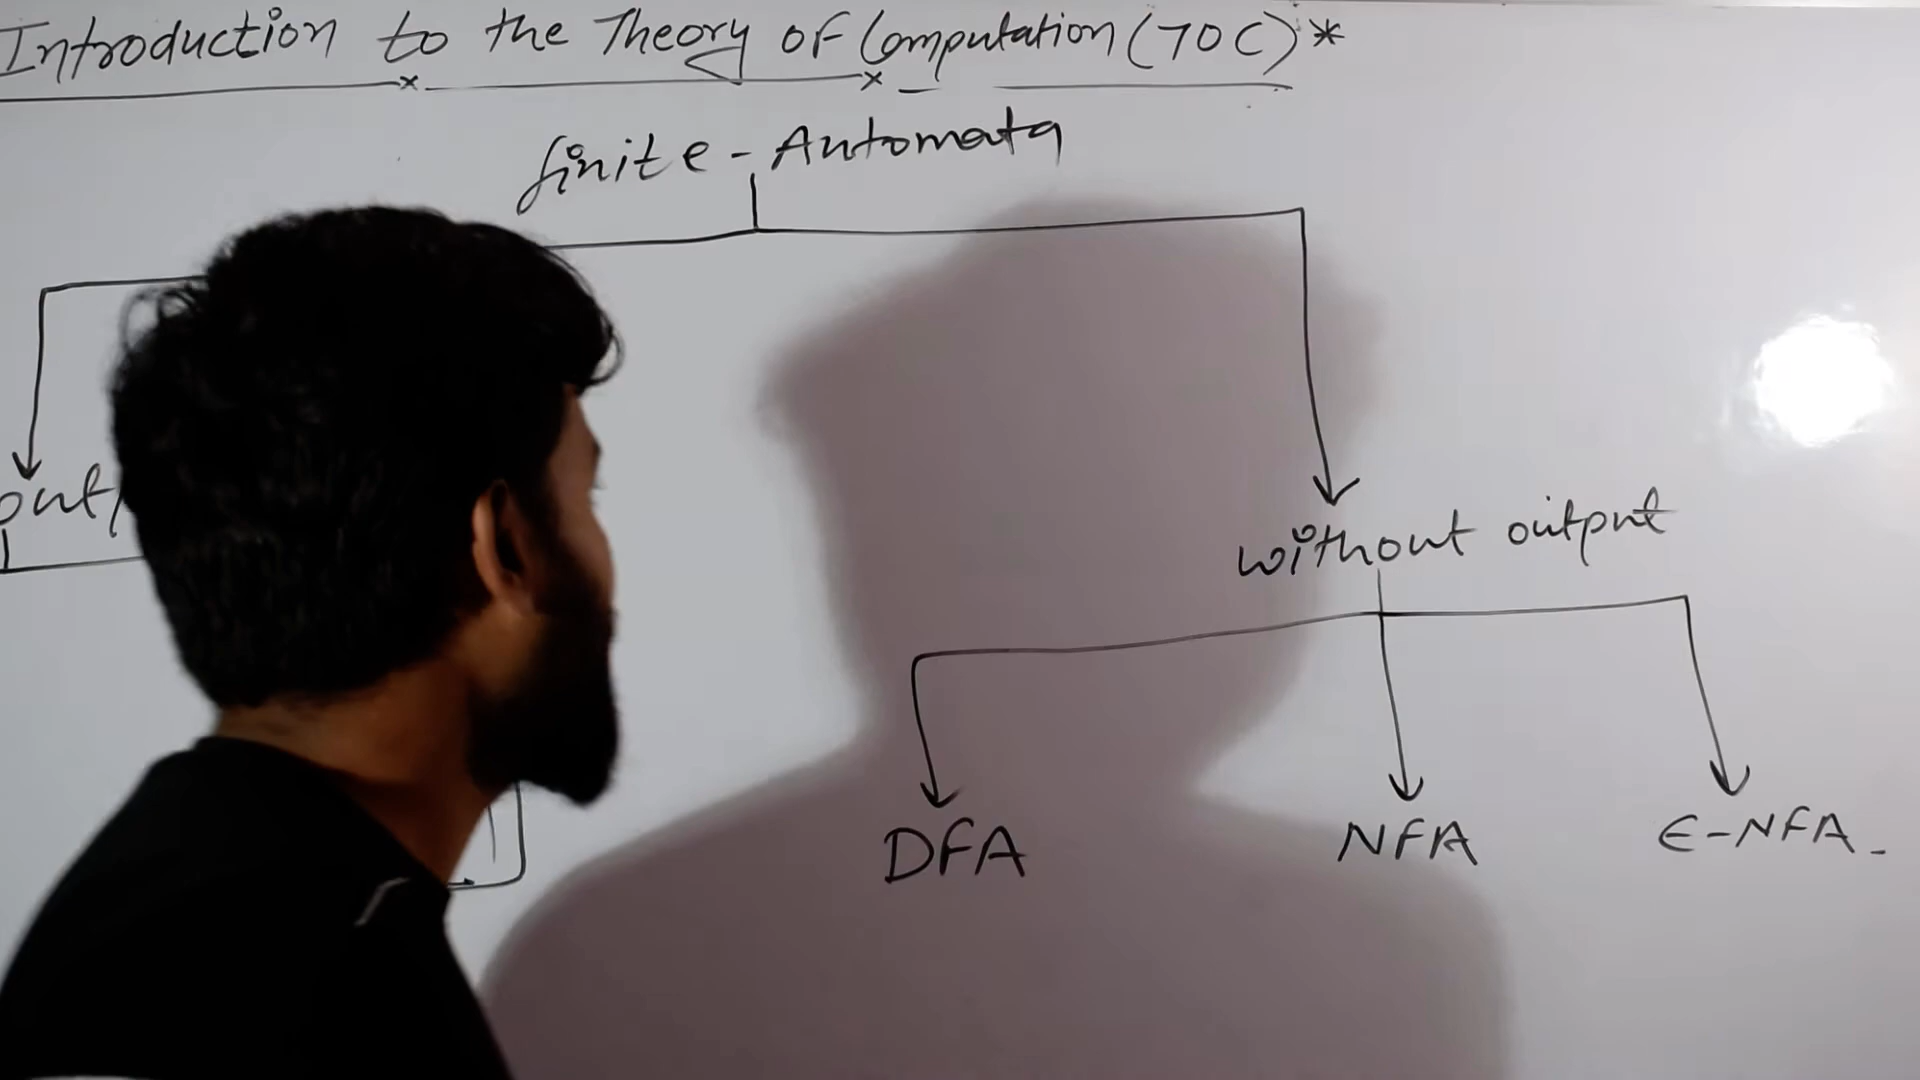 Introduction to the Theory of Computation (TOC) *
finite - Automata
without output
DFA NFA E-NFA